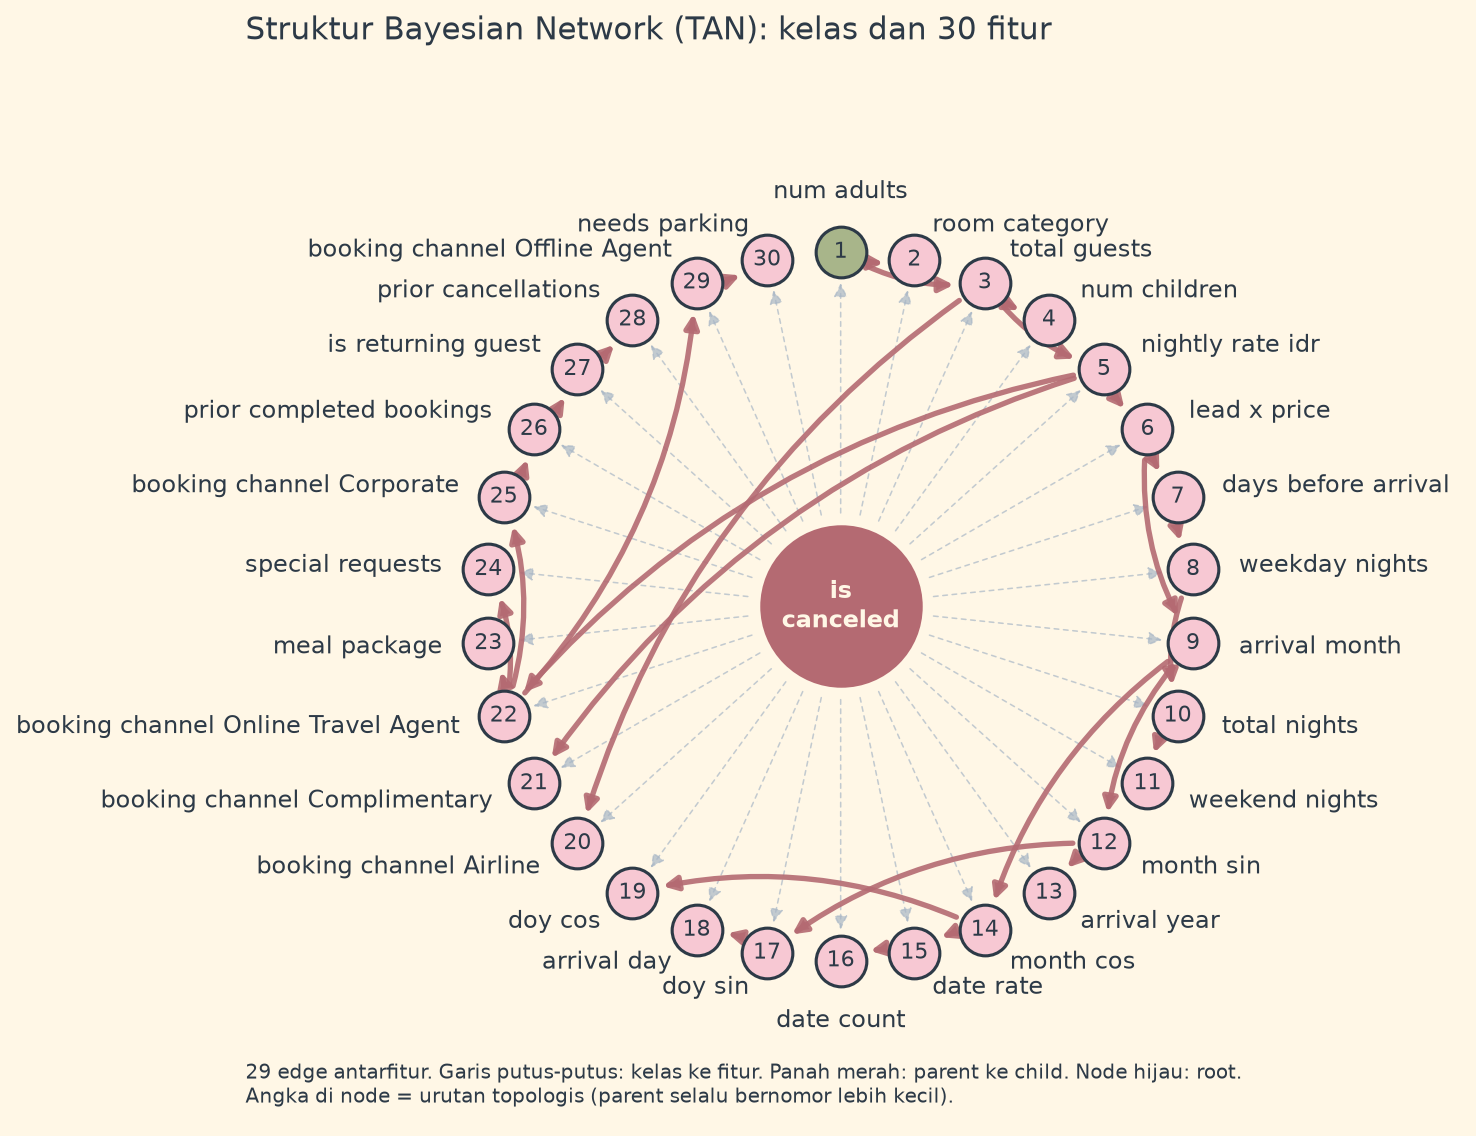 Struktur Bayesian Network (TAN): kelas dan 30 fitur
num adults
needs parking
room category
booking channel Offline Agent
total guests
prior cancellations
num children
is returning guest
nightly rate idr
prior completed bookings
lead x price
booking channel Corporate
days before arrival
special requests
weekday nights
meal package
arrival month
booking channel Online Travel Agent
total nights
booking channel Complimentary
weekend nights
booking channel Airline
month sin
doy cos
arrival year
arrival day
month cos
doy sin
date rate
date count
1
2
3
4
5
6
7
8
9
10
11
12
13
14
15
16
17
18
19
20
21
22
23
24
25
26
27
28
29
30
is
canceled
29 edge antarfitur. Garis putus-putus: kelas ke fitur. Panah merah: parent ke child. Node hijau: root.
Angka di node = urutan topologis (parent selalu bernomor lebih kecil).